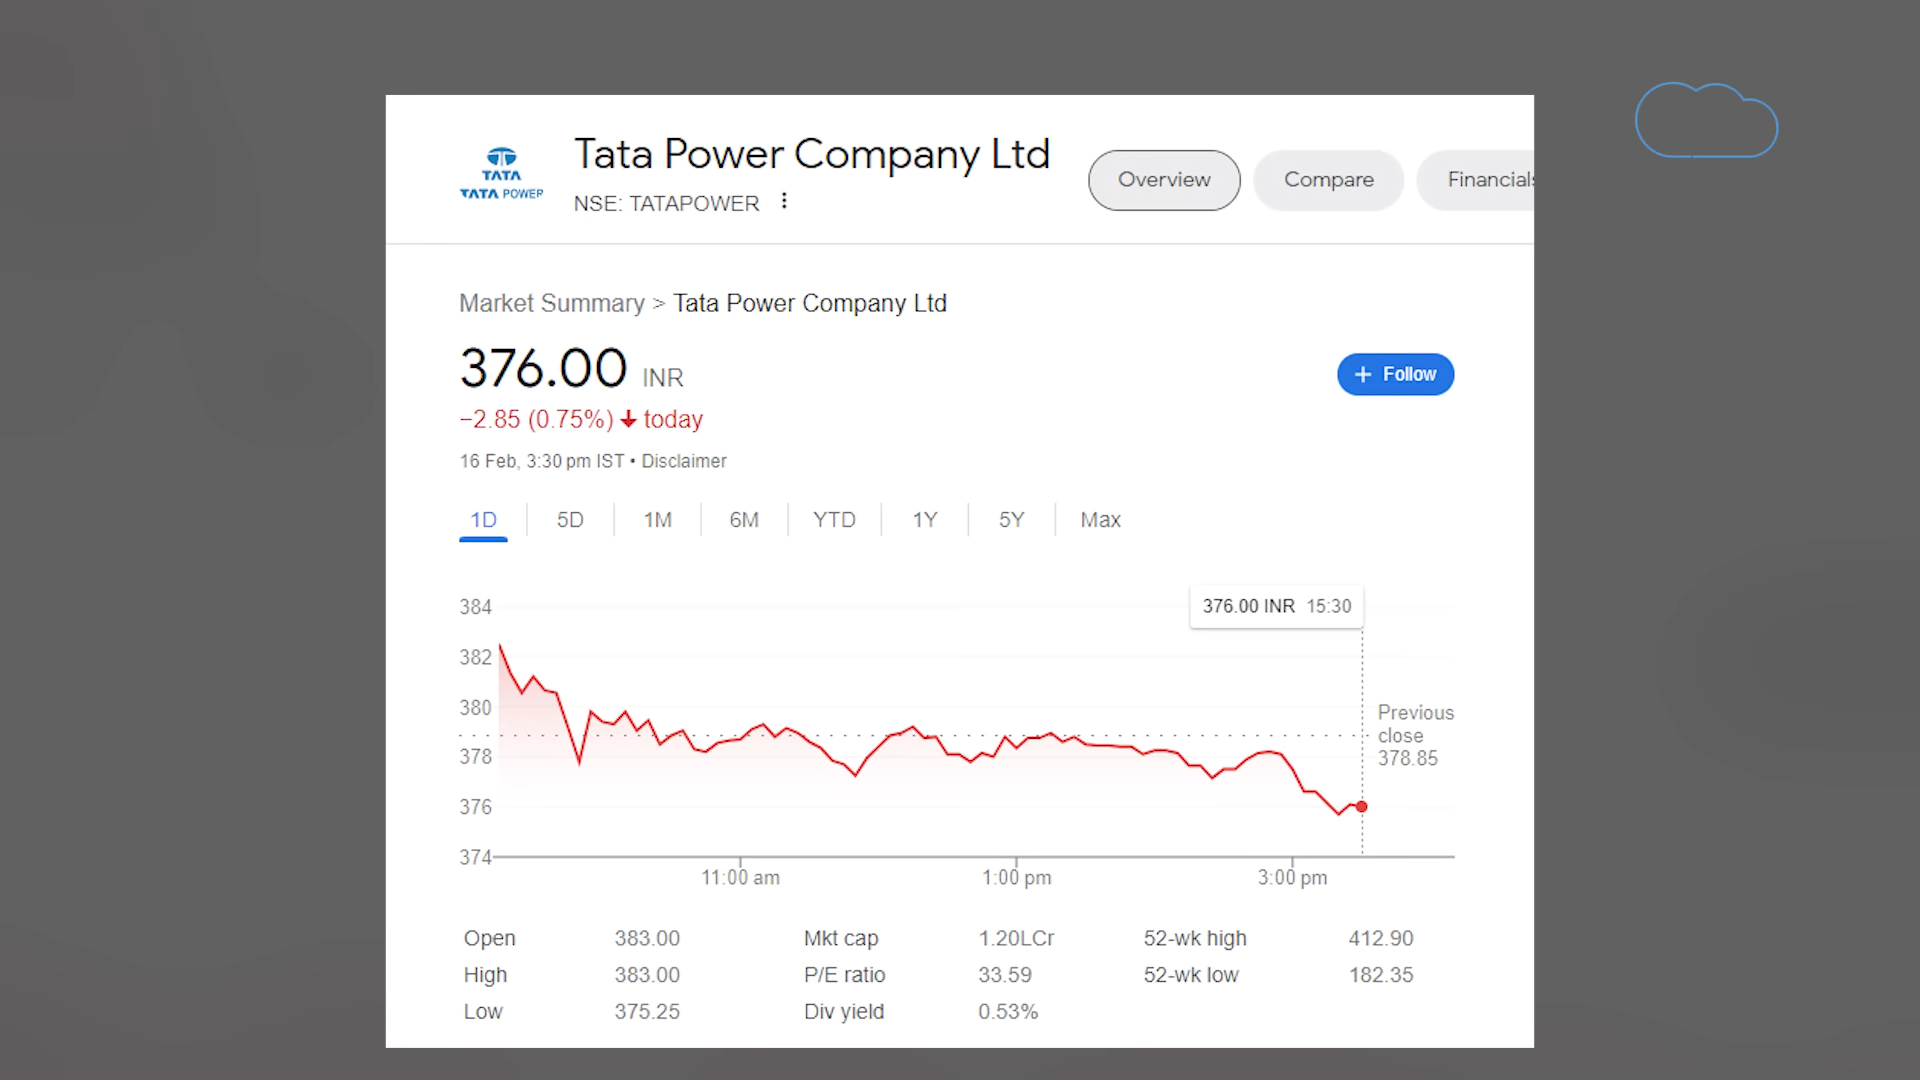 TATA
TATA POWER
Tata Power Company Ltd
NSE: TATAPOWER
Overview
Compare
Financials
Market Summary > Tata Power Company Ltd
376.00 INR
+ Follow
−2.85 (0.75%) ↓ today
16 Feb, 3:30 pm IST • Disclaimer
1D 5D 1M 6M YTD 1Y 5Y Max
376.00 INR 15:30
384
382
380
378
376
374
Previous
close
378.85
11:00 am 1:00 pm 3:00 pm
Open 383.00 Mkt cap 1.20LCr 52-wk high 412.90
High 383.00 P/E ratio 33.59 52-wk low 182.35
Low 375.25 Div yield 0.53%